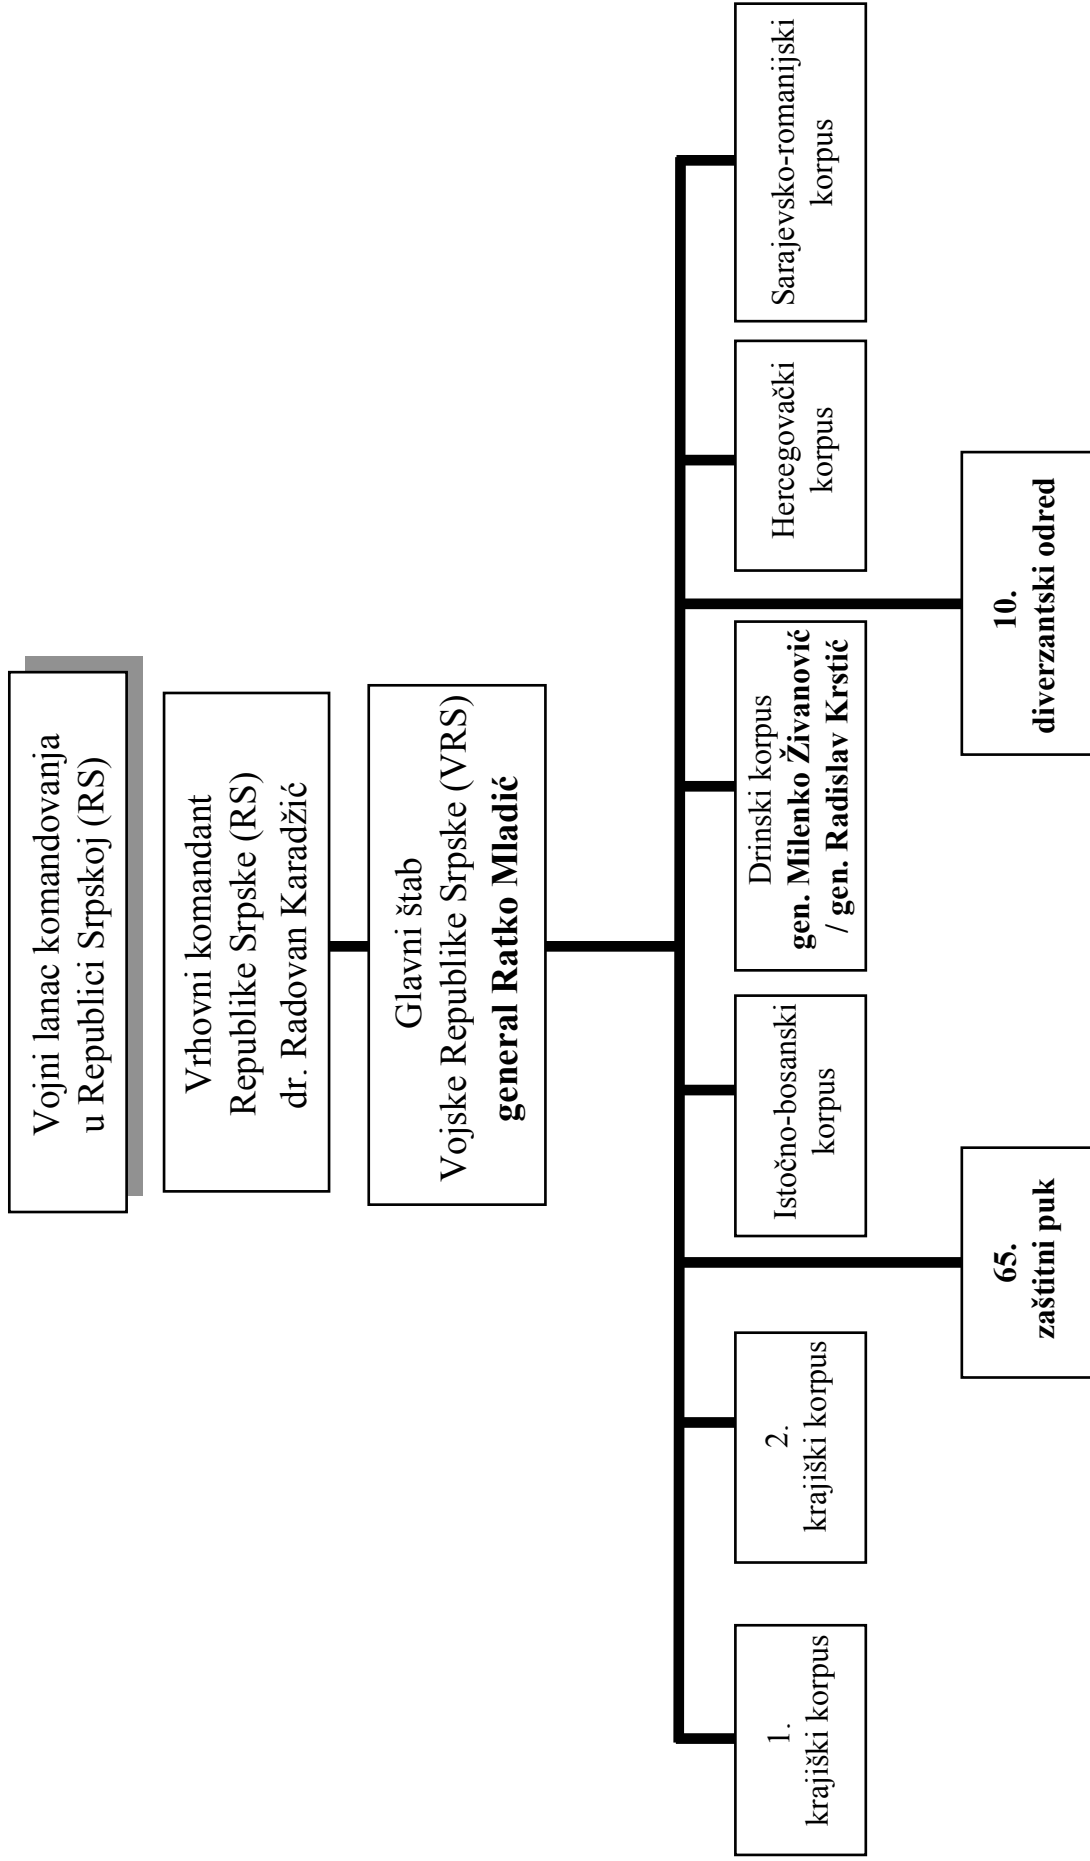 Vojni lanac komandovanja
u Republici Srpskoj (RS)
Vrhovni komandant
Republike Srpske (RS)
dr. Radovan Karadžić
Glavni štab
Vojske Republike Srpske (VRS)
general Ratko Mladić
1.
krajiški korpus
2.
krajiški korpus
Istočno-bosanski
korpus
Drinski korpus
gen. Milenko Živanović
/ gen. Radislav Krstić
Hercegovački
korpus
Sarajevsko-romanijski
korpus
65.
zaštitni puk
10.
diverzantski odred